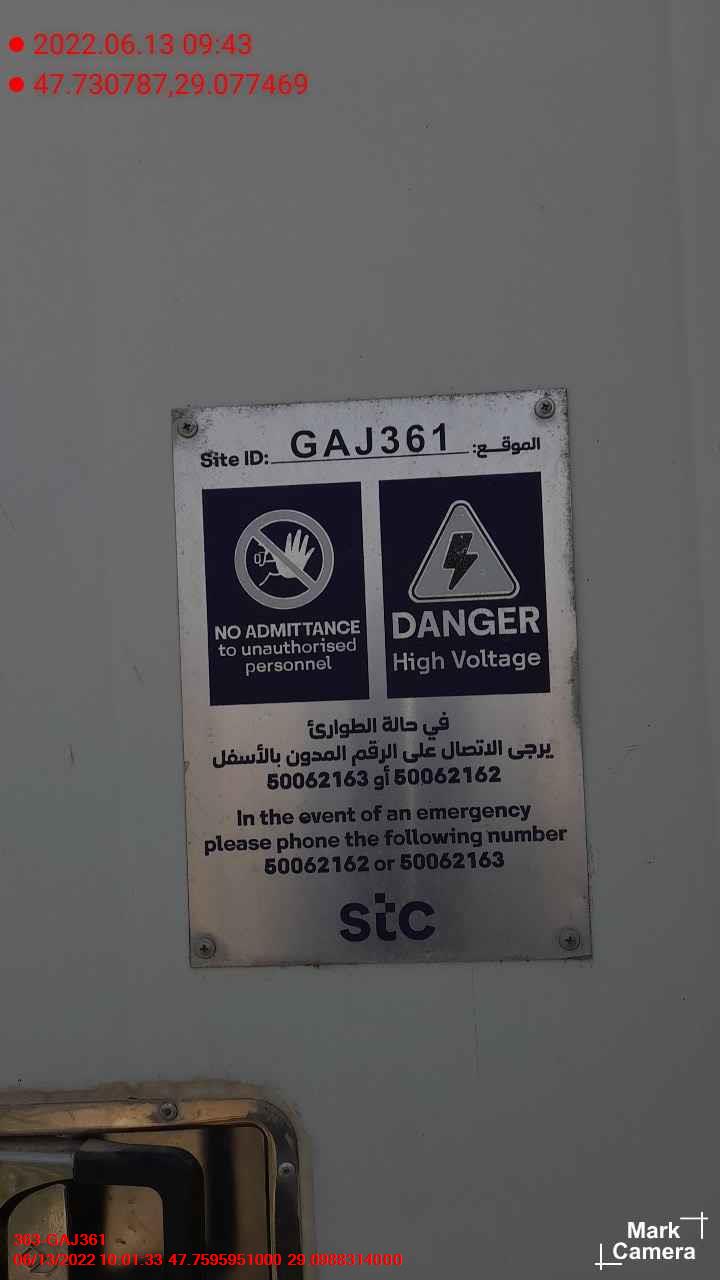 2022.06.13 09:43
47.730787,29.077469
Site ID: GAJ361 الموقع:
NO ADMITTANCE
to unauthorised
personnel
DANGER
High Voltage
في حالة الطوارئ
يرجى الاتصال على الرقم المدون بالأسفل
50062162 أو 50062163
In the event of an emergency
please phone the following number
50062162 or 50062163
stc
303-GAJ361
06/13/2022 10:01:33 47.7595951000 29.0988314000
Mark
Camera